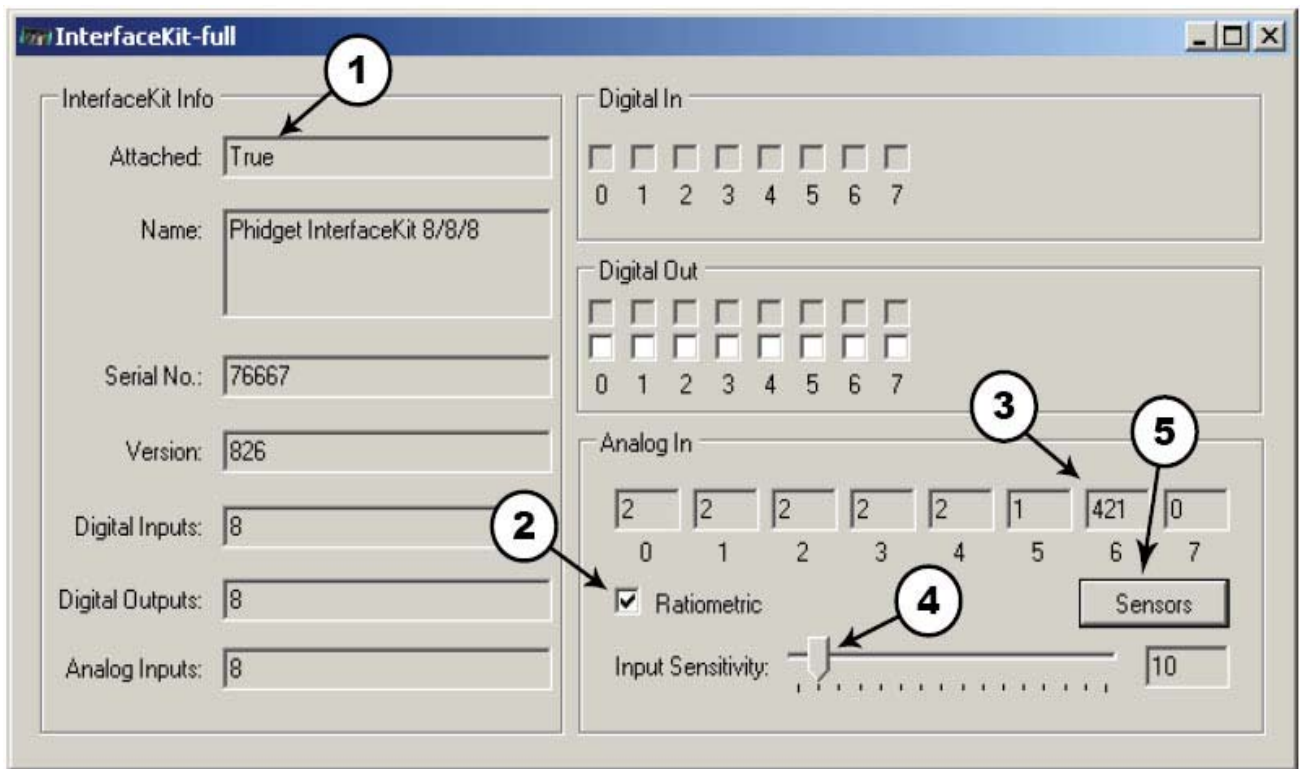 InterfaceKit-full
1
InterfaceKit Info
Attached: True
Name: Phidget InterfaceKit 8/8/8
Serial No.: 76667
Version: 826
Digital Inputs: 8
Digital Outputs: 8
Analog Inputs: 8
Digital In
0 1 2 3 4 5 6 7
Digital Out
0 1 2 3 4 5 6 7
3
5
Analog In
2 2 2 2 2 1 421 0
0 1 2 3 4 5 6 7
2
Ratiometric
4
Sensors
Input Sensitivity: 10